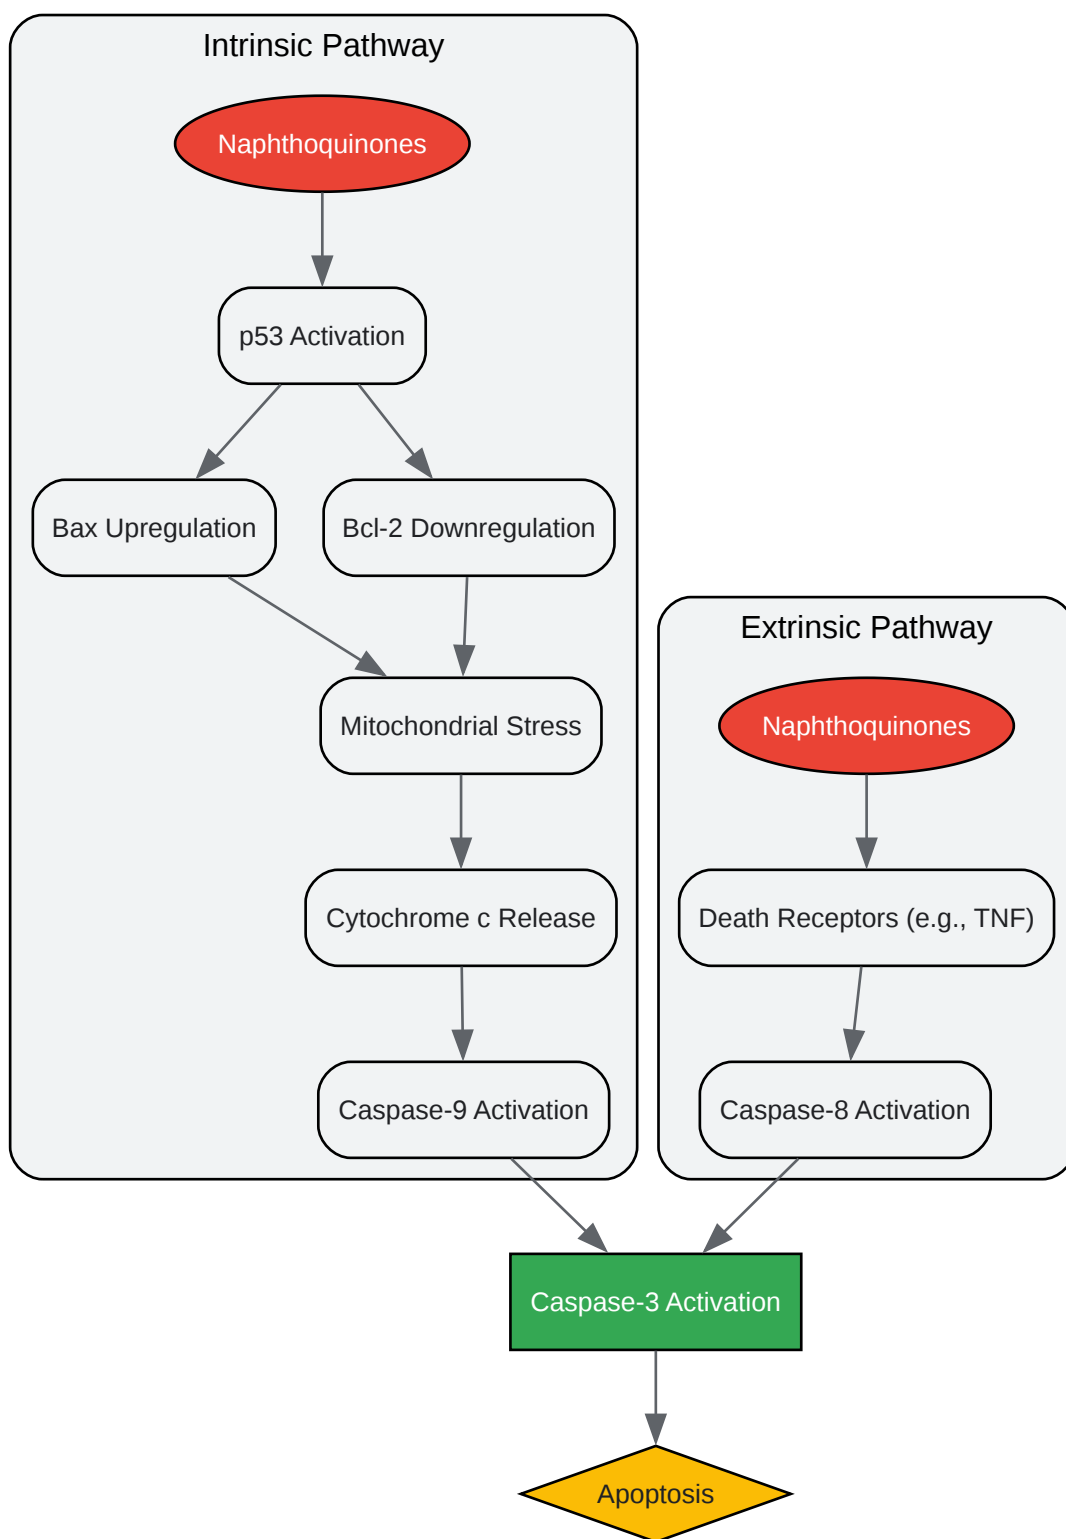 Intrinsic Pathway
Naphthoquinones
p53 Activation
Bax Upregulation
Bcl-2 Downregulation
Mitochondrial Stress
Cytochrome c Release
Caspase-9 Activation
Extrinsic Pathway
Naphthoquinones
Death Receptors (e.g., TNF)
Caspase-8 Activation
Caspase-3 Activation
Apoptosis